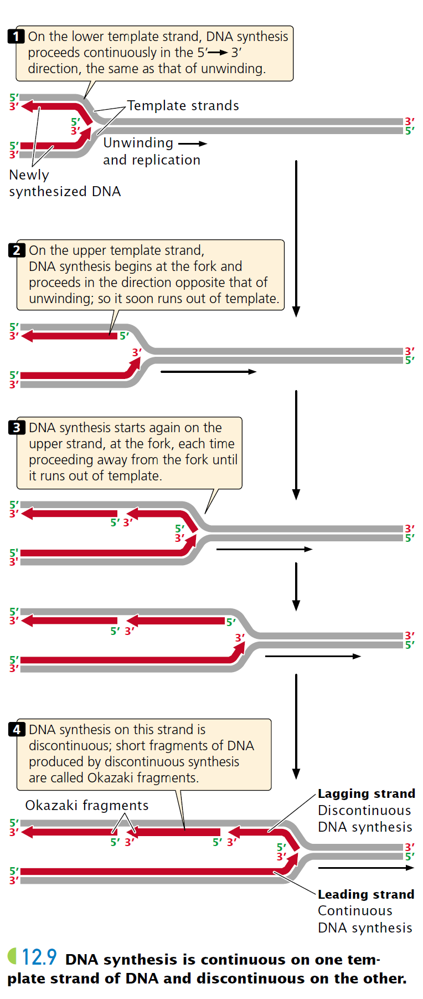 1 On the lower template strand, DNA synthesis
proceeds continuously in the 5′ → 3′
direction, the same as that of unwinding.
5′
3′
Template strands
5′
3′
3′
5′
5′
3′
Unwinding →
and replication
Newly
synthesized DNA
2 On the upper template strand,
DNA synthesis begins at the fork and
proceeds in the direction opposite that of
unwinding; so it soon runs out of template.
5′
3′
5′
3′
3′
5′
5′
3′
3 DNA synthesis starts again on the
upper strand, at the fork, each time
proceeding away from the fork until
it runs out of template.
5′
3′
5′ 3′
5′
3′
3′
5′
5'
3'
5′
3′
5′
5′ 3′
3′
3′
5′
5′
3′
4 DNA synthesis on this strand is
discontinuous; short fragments of DNA
produced by discontinuous synthesis
are called Okazaki fragments.
Okazaki fragments
Lagging strand
Discontinuous
DNA synthesis
5′
3′
5′ 3′
5′ 3′
5′
3′
3′
5′
5′
3′
Leading strand
Continuous
DNA synthesis
12.9 DNA synthesis is continuous on one tem-
plate strand of DNA and discontinuous on the other.